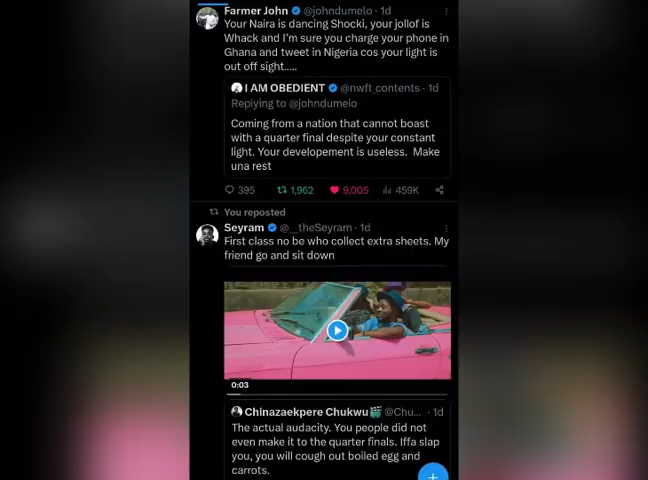 Farmer John @johndumelo · 1d
Your Naira is dancing Shocki, your jollof is
Whack and I'm sure you charge your phone in
Ghana and tweet in Nigeria cos your light is
out off sight.....
I AM OBEDIENT @nwft_contents · 1d
Replying to @johndumelo
Coming from a nation that cannot boast
with a quarter final despite your constant
light. Your developement is useless. Make
una rest
395 1,962 9,005 459K
You reposted
Seyram @__theSeyram · 1d
First class no be who collect extra sheets. My
friend go and sit down
0:03
Chinazaekpere Chukwu🎬 @Chu... · 1d
The actual audacity. You people did not
even make it to the quarter finals. Iffa slap
you, you will cough out boiled egg and
carrots.